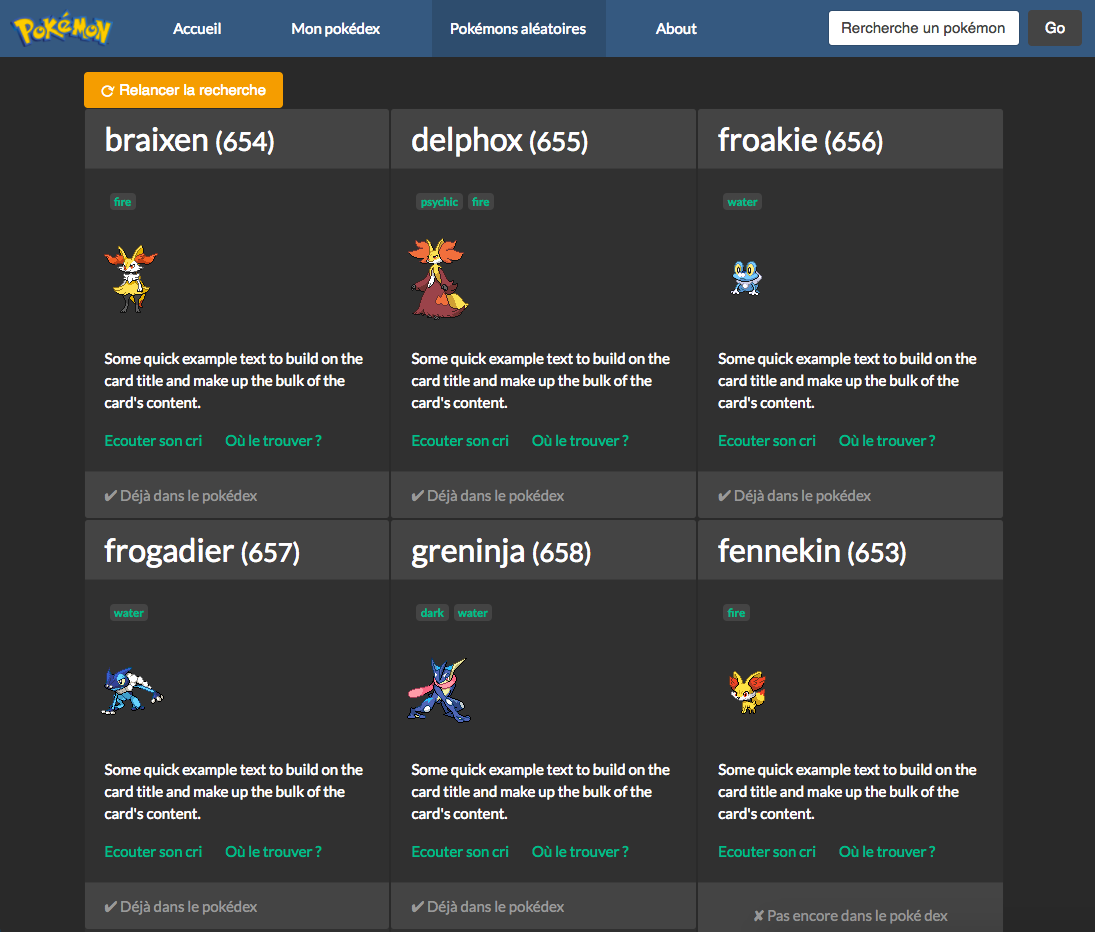 POKéMON Accueil Mon pokédex Pokémons aléatoires About Rercherche un pokémon Go
Relancer la recherche
braixen (654)
fire
Some quick example text to build on the
card title and make up the bulk of the
card's content.
Ecouter son cri Où le trouver ?
✔ Déjà dans le pokédex
delphox (655)
psychic fire
Some quick example text to build on the
card title and make up the bulk of the
card's content.
Ecouter son cri Où le trouver ?
✔ Déjà dans le pokédex
froakie (656)
water
Some quick example text to build on the
card title and make up the bulk of the
card's content.
Ecouter son cri Où le trouver ?
✔ Déjà dans le pokédex
frogadier (657)
water
Some quick example text to build on the
card title and make up the bulk of the
card's content.
Ecouter son cri Où le trouver ?
✔ Déjà dans le pokédex
greninja (658)
dark water
Some quick example text to build on the
card title and make up the bulk of the
card's content.
Ecouter son cri Où le trouver ?
✔ Déjà dans le pokédex
fennekin (653)
fire
Some quick example text to build on the
card title and make up the bulk of the
card's content.
Ecouter son cri Où le trouver ?
✘ Pas encore dans le poké dex